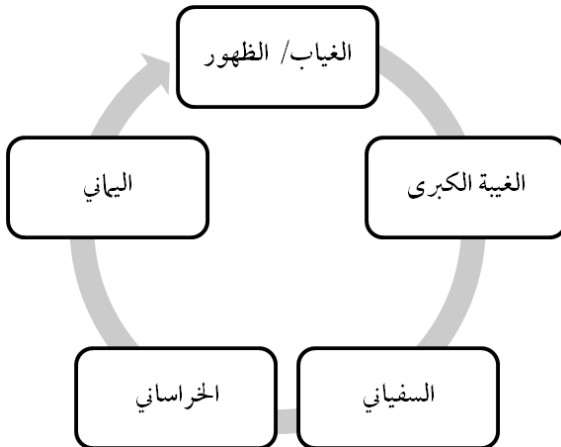 الغياب/ الظهور
الغيبة الكبرى
السفياني
الخراساني
اليماني